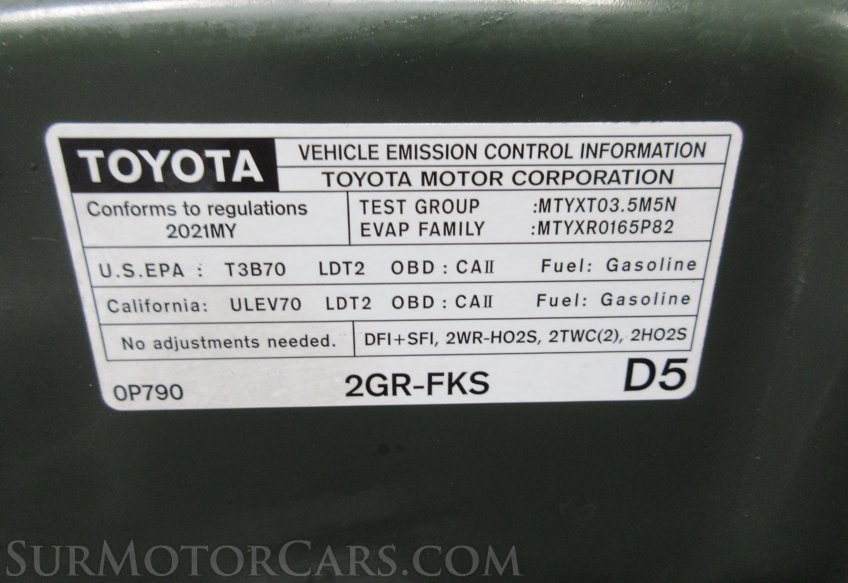 TOYOTA
VEHICLE EMISSION CONTROL INFORMATION
TOYOTA MOTOR CORPORATION
Conforms to regulations
2021MY
TEST GROUP :MTYXT03.5M5N
EVAP FAMILY :MTYXR0165P82
U.S.EPA : T3B70 LDT2 OBD : CAII Fuel: Gasoline
California: ULEV70 LDT2 OBD : CAII Fuel: Gasoline
No adjustments needed. DFI+SFI, 2WR-HO2S, 2TWC(2), 2HO2S
0P790 2GR-FKS D5
SURMOTORCARS.COM